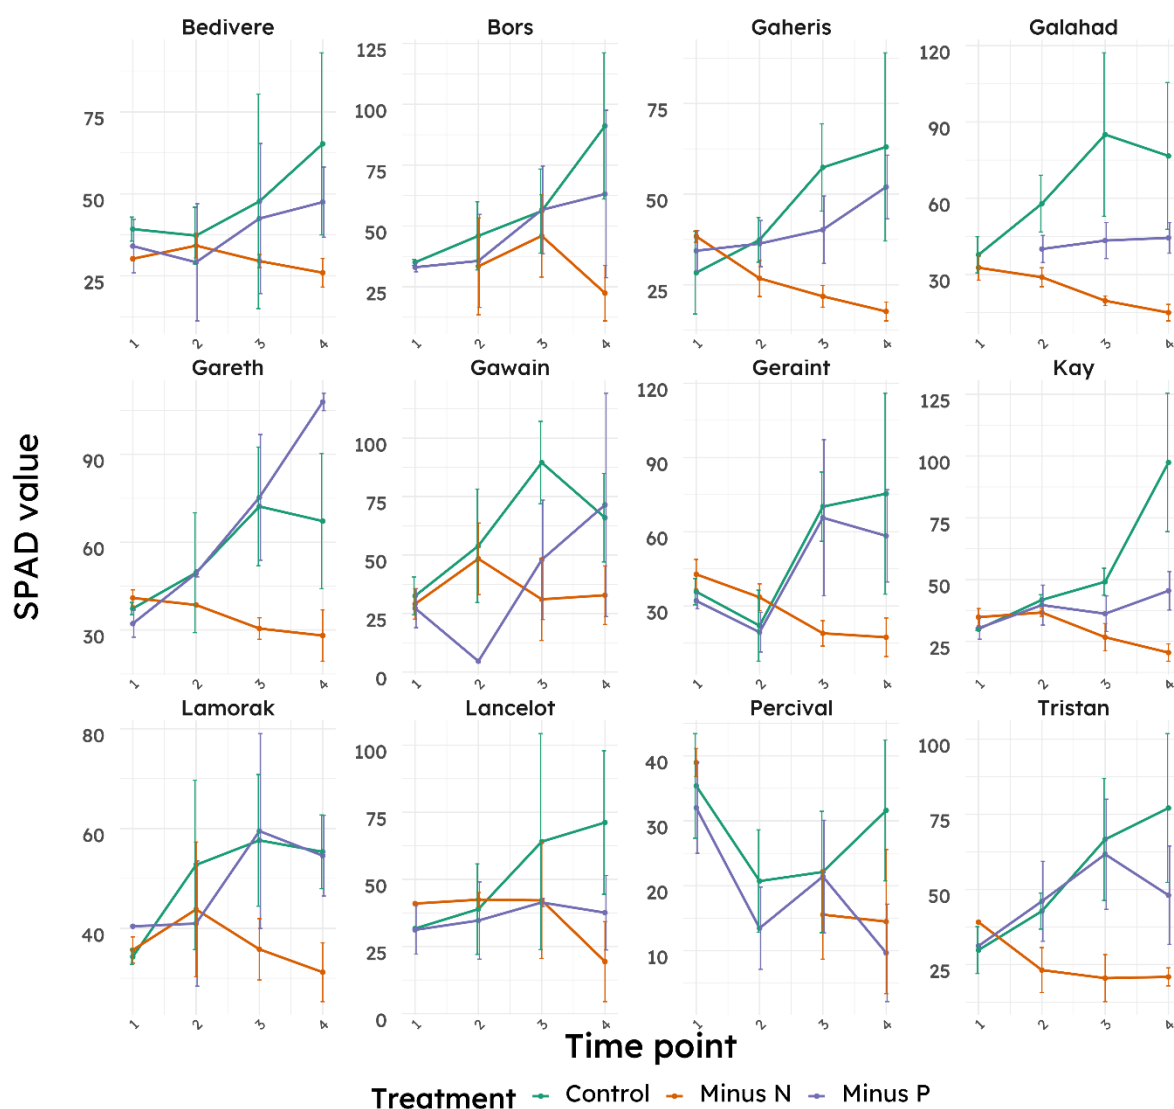 Bedivere Bors Gaheris Galahad
75 50 25
125 100 75 50 25
75 50 25
120 90 60 30
1 2 3 4 1 2 3 4 1 2 3 4 1 2 3 4
Gareth Gawain Geraint Kay
90 60 30
100 75 50 25 0
120 90 60 30
125 100 75 50 25
1 2 3 4 1 2 3 4 1 2 3 4 1 2 3 4
Lamorak Lancelot Percival Tristan
80 60 40
100 75 50 25 0
40 30 20 10
100 75 50 25
1 2 3 4 1 2 3 4 1 2 3 4 1 2 3 4
SPAD value
Time point
Treatment Control Minus N Minus P